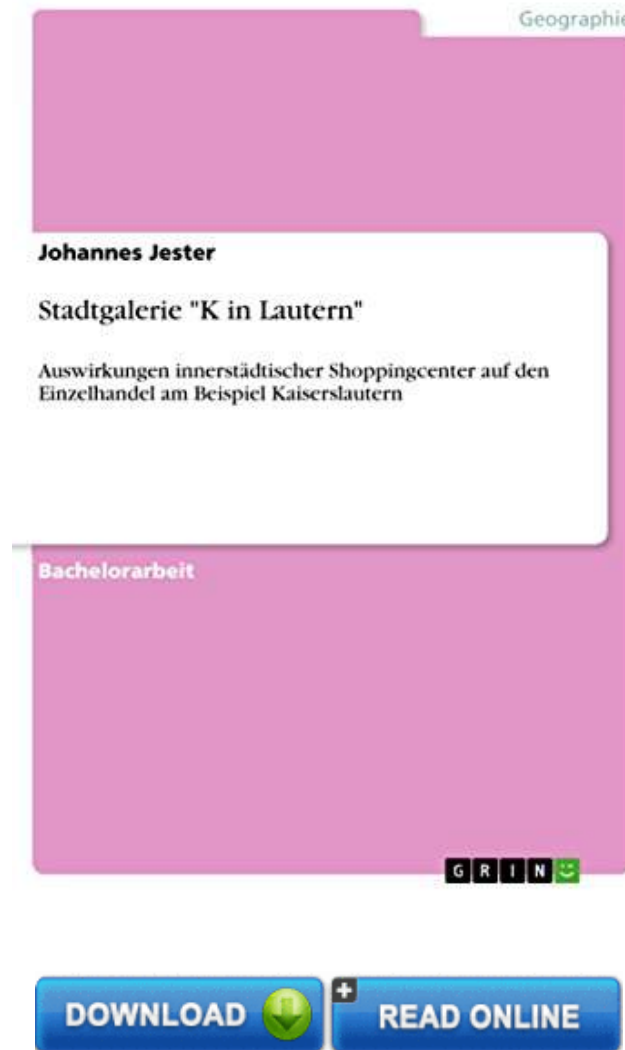 Geographie
Johannes Jester
Stadtgalerie "K in Lautern"
Auswirkungen innerstädtischer Shoppingcenter auf den
Einzelhandel am Beispiel Kaiserslautern
Bachelorarbeit
GRIN
DOWNLOAD
READ ONLINE